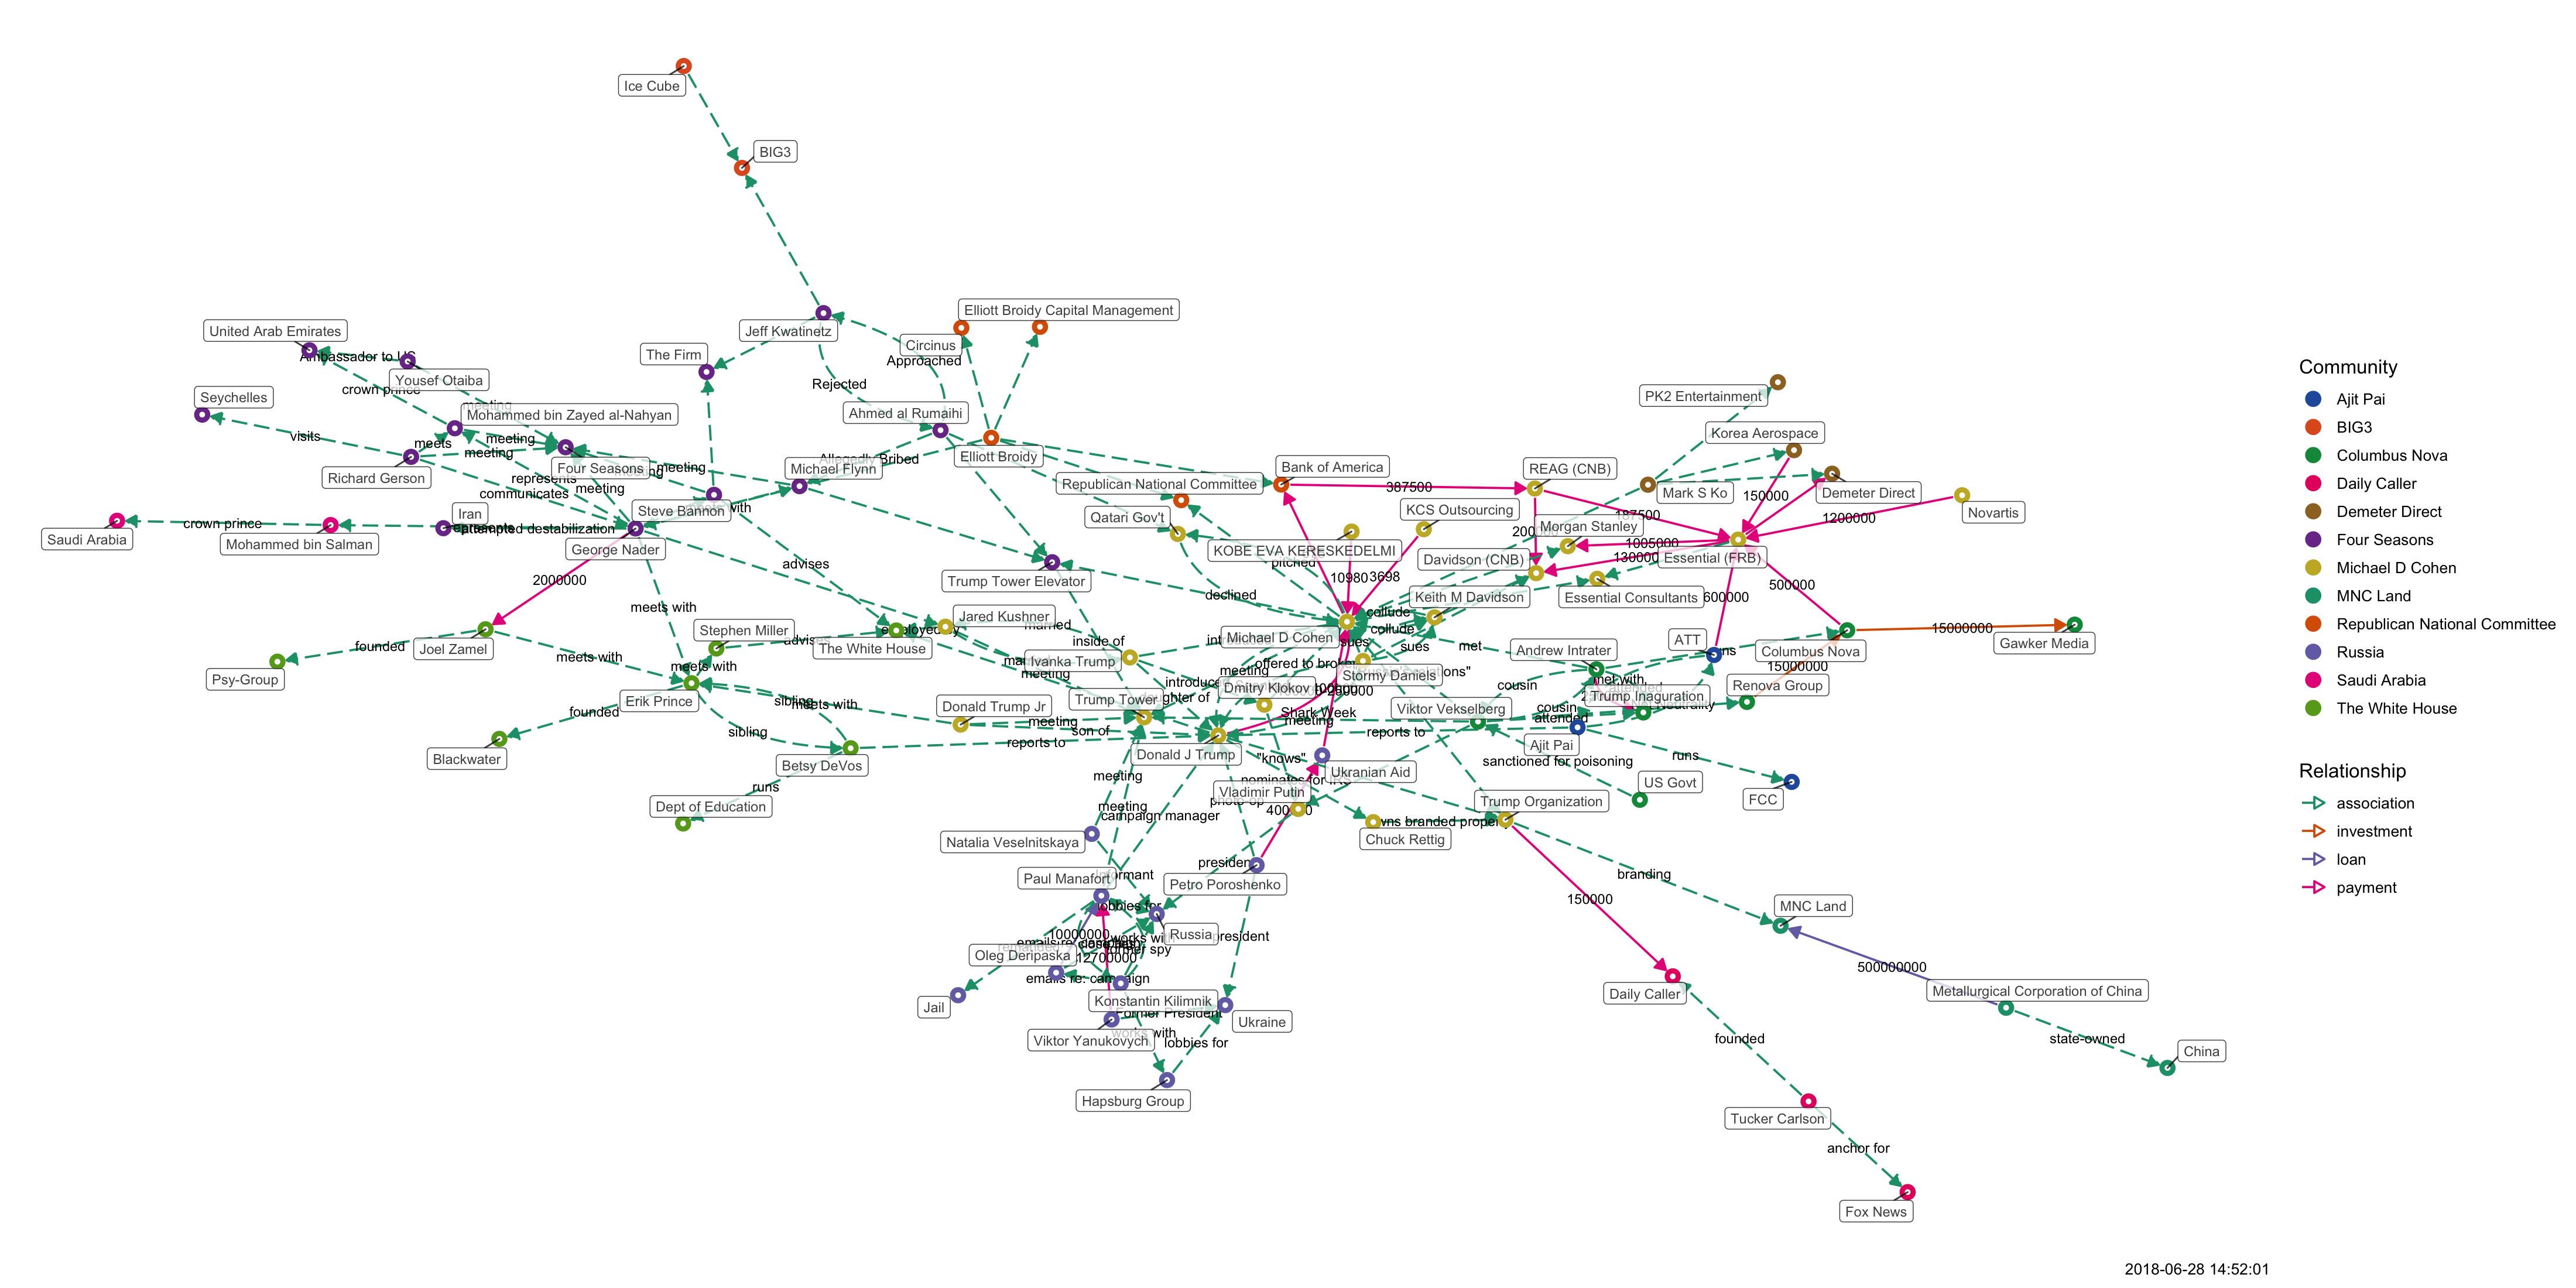 Ice Cube
BIG3
Elliott Broidy Capital Management
United Arab Emirates
Jeff Kwatinetz
Circinus
The Firm
Approached
Ambassador to US
Yousef Otaiba
Rejected
crown prince
Seychelles
PK2 Entertainment
meeting
Mohammed bin Zayed al-Nahyan
Ahmed al Rumaihi
Korea Aerospace
visits
meets
meeting
meeting
Elliott Broidy
Four Seasons
meeting
Michael Flynn
Allegedly Bribed
Bank of America
REAG (CNB)
Richard Gerson
represents
communicates
meeting
Republican National Committee
387500
Mark S Ko
150000
Demeter Direct
Iran
Steve Bannon
Qatari Gov't
KCS Outsourcing
187500
1200000
Novartis
crown prince
represents
attempted destabilization
Morgan Stanley
Saudi Arabia
Mohammed bin Salman
George Nader
KOBE EVA KERESKEDELMI
1005000
130000
Davidson (CNB)
Essential (FRB)
pitched
advises
2000000
Trump Tower Elevator
10980
3698
500000
declined
Keith M Davidson
Essential Consultants
600000
meets with
Jared Kushner
collude
Stephen Miller
advises
employed by
married
collude
15000000
founded
Joel Zamel
The White House
inside of
Michael D Cohen
sues
sues
met
Andrew Intrater
ATT
Columbus Nova
Gawker Media
meets with
meets with
Ivanka Trump
offered to broker
15000000
Psy-Group
meeting
meeting
Stormy Daniels
cousin
met with
attended
Renova Group
Erik Prince
sibling
meets with
Trump Tower
daughter of
Dmitry Klokov
250000
Trump Inaguration
founded
Donald Trump Jr
meeting
Shark Week
meeting
Viktor Vekselberg
cousin
attended
sibling
son of
reports to
reports to
Blackwater
Betsy DeVos
Donald J Trump
"knows"
Ajit Pai
runs
sanctioned for poisoning
Ukranian Aid
US Govt
meeting
nominates for IRS
runs
Dept of Education
photo op
Vladimir Putin
Trump Organization
FCC
meeting
campaign manager
400000
owns branded property
Natalia Veselnitskaya
Chuck Rettig
president
Paul Manafort
informant
Petro Poroshenko
branding
150000
lobbies for
MNC Land
10000000
Russia
president
works with
former spy
Oleg Deripaska
12700000
500000000
emails re: campaign
Daily Caller
Metallurgical Corporation of China
Jail
Konstantin Kilimnik
Former President
Ukraine
works with
Viktor Yanukovych
lobbies for
founded
state-owned
China
Hapsburg Group
Tucker Carlson
anchor for
Fox News
Community
Ajit Pai
BIG3
Columbus Nova
Daily Caller
Demeter Direct
Four Seasons
Michael D Cohen
MNC Land
Republican National Committee
Russia
Saudi Arabia
The White House
Relationship
association
investment
loan
payment
2018-06-28 14:52:01